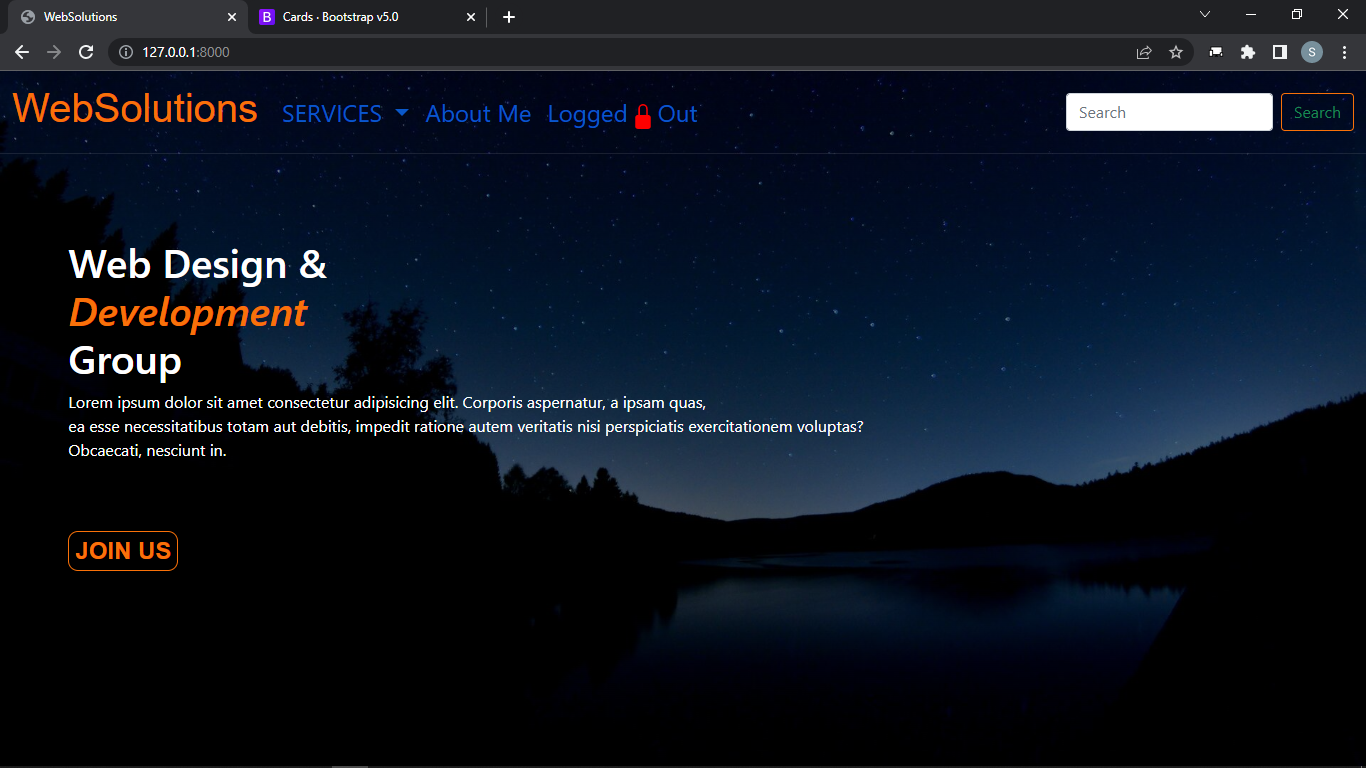 WebSolutions
Cards · Bootstrap v5.0
127.0.0.1:8000
S
WebSolutions SERVICES About Me Logged Out Search Search
Web Design &
Development
Group
Lorem ipsum dolor sit amet consectetur adipisicing elit. Corporis aspernatur, a ipsam quas,
ea esse necessitatibus totam aut debitis, impedit ratione autem veritatis nisi perspiciatis exercitationem voluptas?
Obcaecati, nesciunt in.
JOIN US